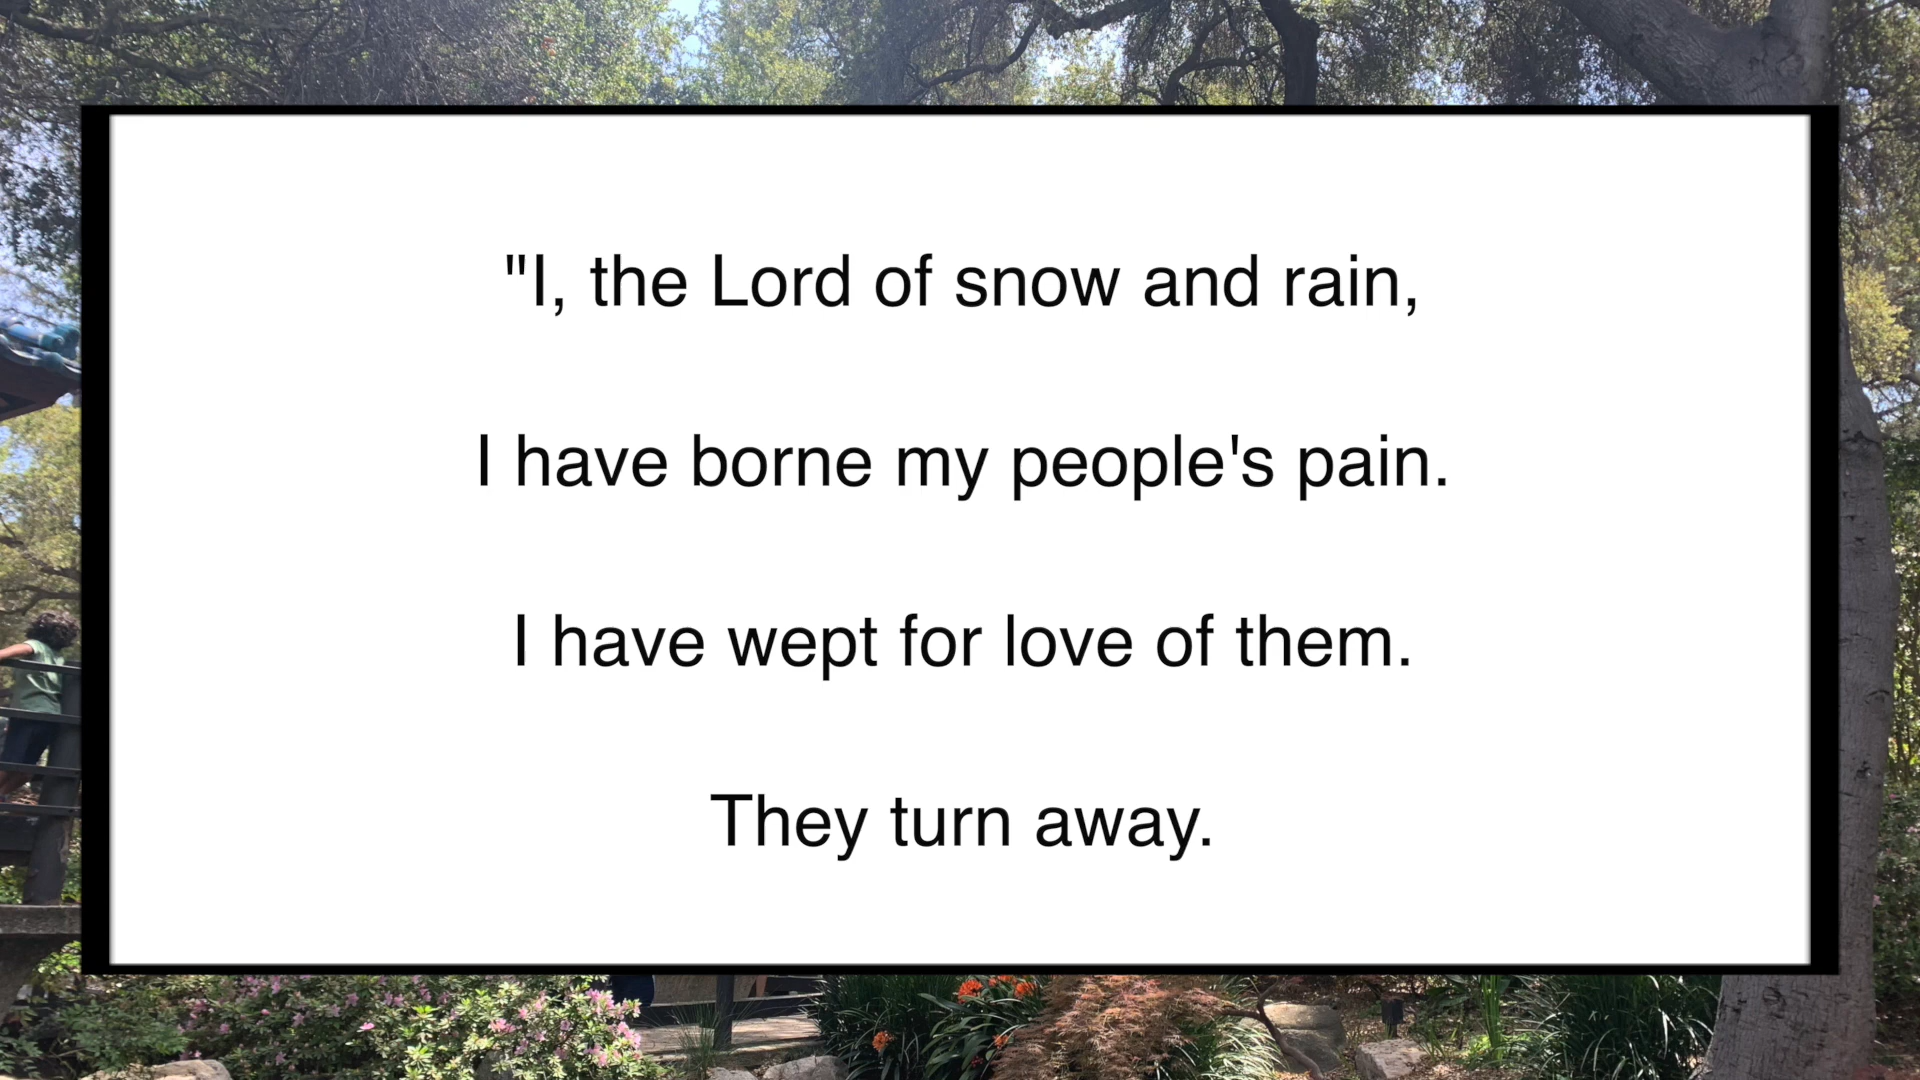 "I, the Lord of snow and rain,
I have borne my people's pain.
I have wept for love of them.
They turn away.